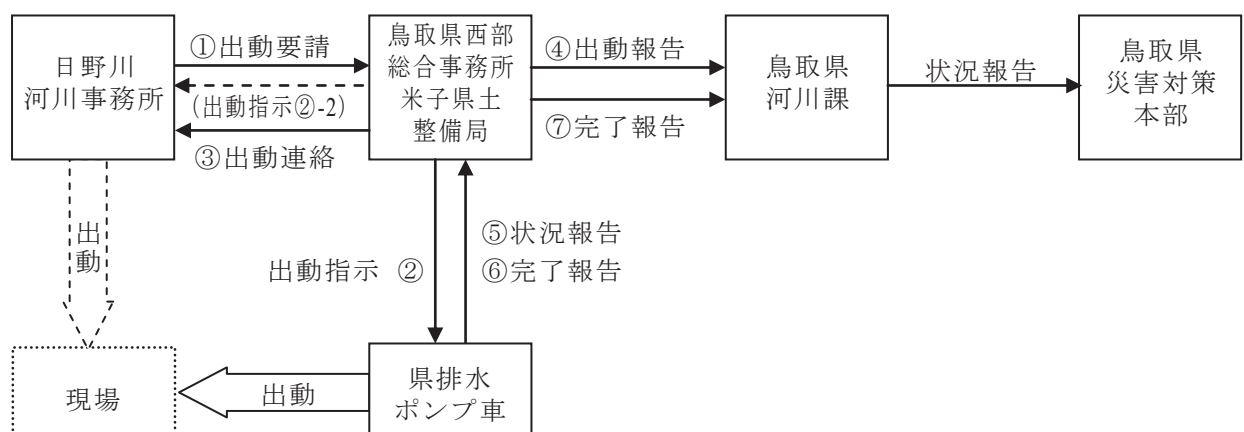 日野川
河川事務所
①出動要請
(出動指示②-2)
③出動連絡
鳥取県西部
総合事務所
米子県土
整備局
④出動報告
⑦完了報告
鳥取県
河川課
状況報告
鳥取県
災害対策
本部
出動
出動指示 ②
⑤状況報告
⑥完了報告
現場
出動
県排水
ポンプ車